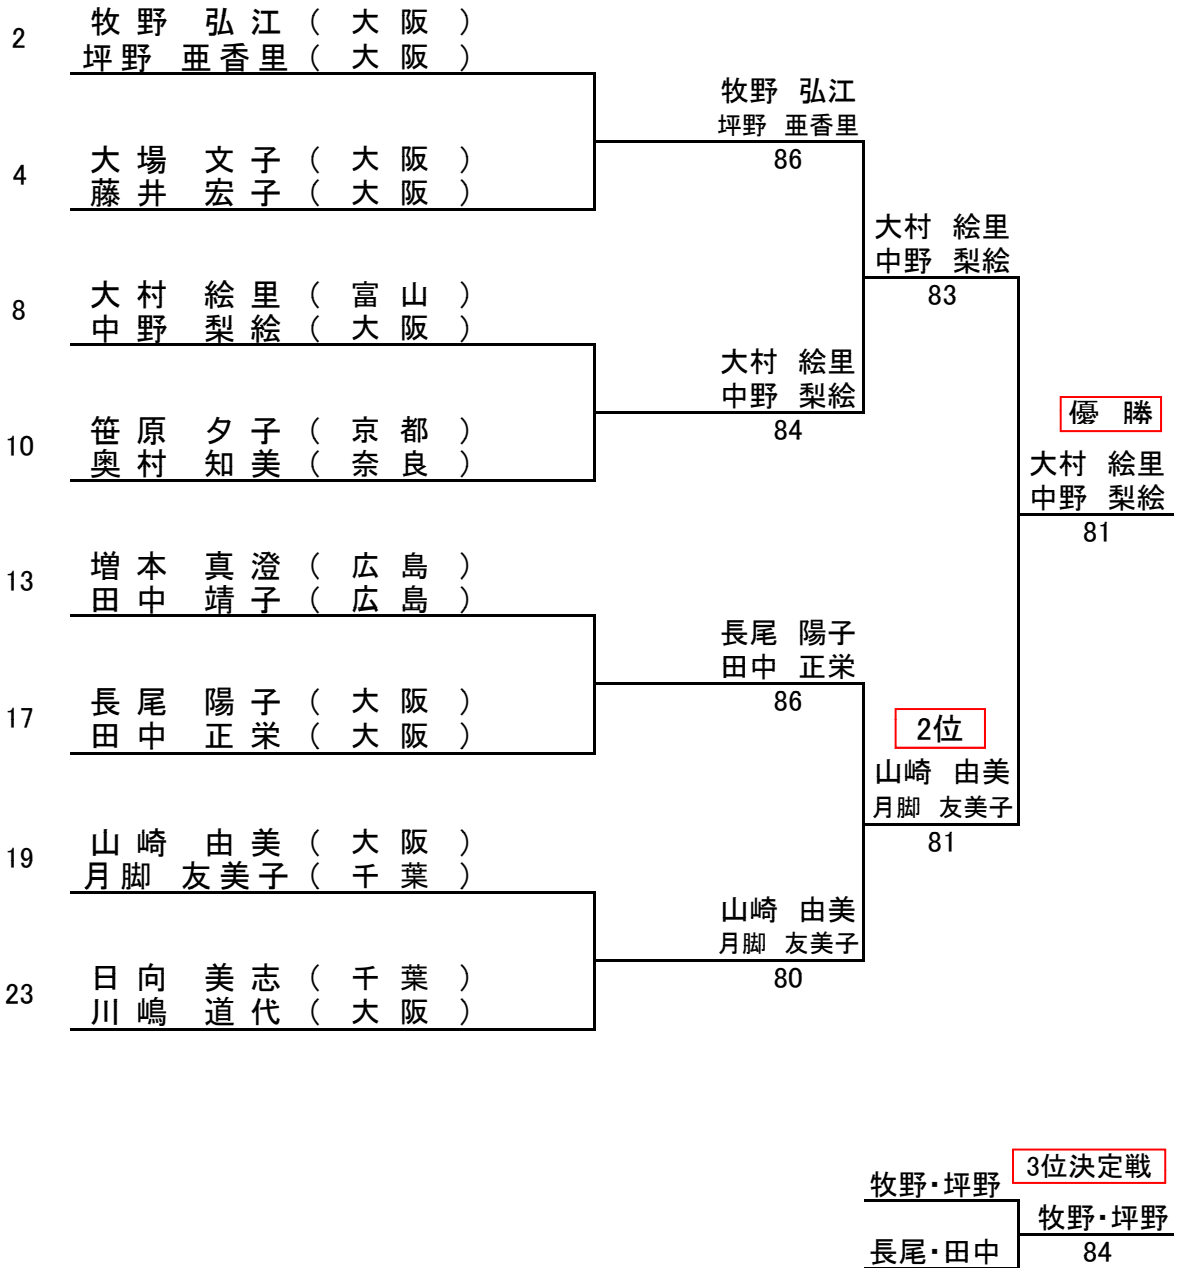 2
牧野 弘江 ( 大阪 )
坪野 亜香里 ( 大阪 )
牧野 弘江
坪野 亜香里
86
4
大場 文子 ( 大阪 )
藤井 宏子 ( 大阪 )
大村 絵里
中野 梨絵
83
8
大村 絵里 ( 富山 )
中野 梨絵 ( 大阪 )
大村 絵里
中野 梨絵
84
優 勝
10
笹原 夕子 ( 京都 )
奥村 知美 ( 奈良 )
大村 絵里
中野 梨絵
81
13
増本 真澄 ( 広島 )
田中 靖子 ( 広島 )
長尾 陽子
田中 正栄
86
17
長尾 陽子 ( 大阪 )
田中 正栄 ( 大阪 )
2位
山崎 由美
月脚 友美子
81
19
山崎 由美 ( 大阪 )
月脚 友美子 ( 千葉 )
山崎 由美
月脚 友美子
80
23
日向 美志 ( 千葉 )
川嶋 道代 ( 大阪 )
3位決定戦
牧野・坪野
牧野・坪野
長尾・田中
84